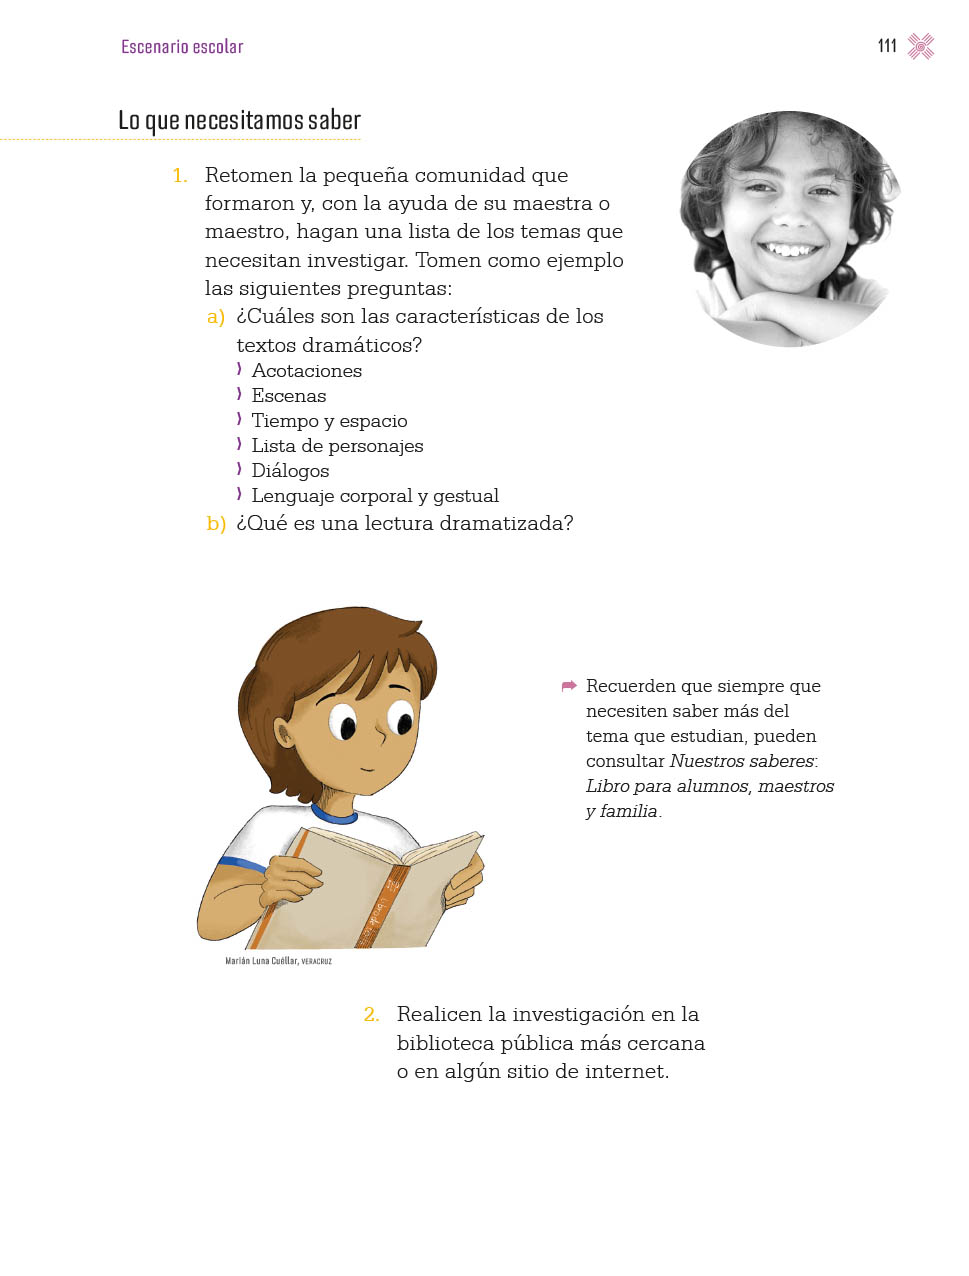 Escenario escolar
111
Lo que necesitamos saber
1. Retomen la pequeña comunidad que
formaron y, con la ayuda de su maestra o
maestro, hagan una lista de los temas que
necesitan investigar. Tomen como ejemplo
las siguientes preguntas:
a) ¿Cuáles son las características de los
textos dramáticos?
⟩ Acotaciones
⟩ Escenas
⟩ Tiempo y espacio
⟩ Lista de personajes
⟩ Diálogos
⟩ Lenguaje corporal y gestual
b) ¿Qué es una lectura dramatizada?
Recuerden que siempre que
necesiten saber más del
tema que estudian, pueden
consultar Nuestros saberes:
Libro para alumnos, maestros
y familia.
Marián Luna Cuéllar, VERACRUZ
2. Realicen la investigación en la
biblioteca pública más cercana
o en algún sitio de internet.